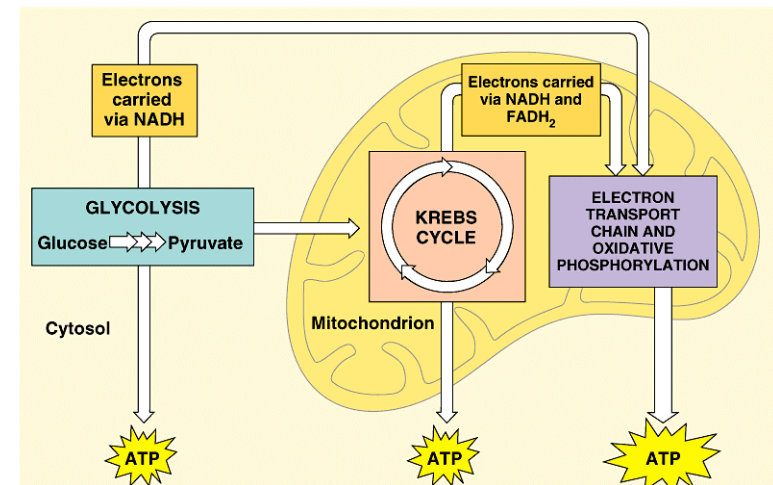 Electrons
carried
via NADH
Electrons carried
via NADH and
FADH₂
GLYCOLYSIS
Glucose Pyruvate
KREBS
CYCLE
ELECTRON
TRANSPORT
CHAIN AND
OXIDATIVE
PHOSPHORYLATION
Cytosol
Mitochondrion
ATP
ATP
ATP